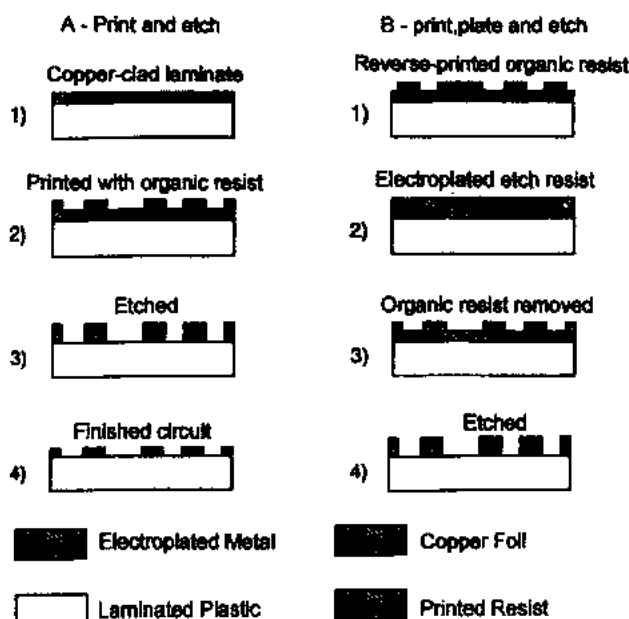 A - Print and etch
Copper-clad laminate
1)
Printed with organic resist
2)
Etched
3)
Finished circuit
4)
B - print,plate and etch
Reverse-printed organic resist
1)
Electroplated etch resist
2)
Organic resist removed
3)
Etched
4)
Electroplated Metal
Copper Foil
Laminated Plastic
Printed Resist